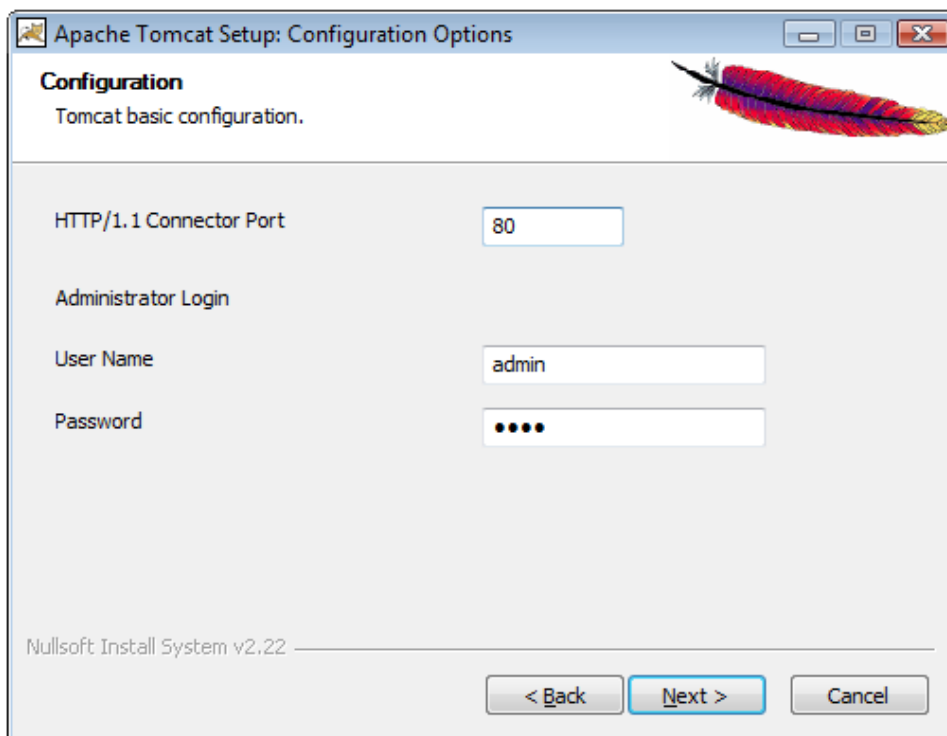 Apache Tomcat Setup: Configuration Options
Configuration
Tomcat basic configuration.
HTTP/1.1 Connector Port 80
Administrator Login
User Name admin
Password ••••
Nullsoft Install System v2.22
< Back Next > Cancel